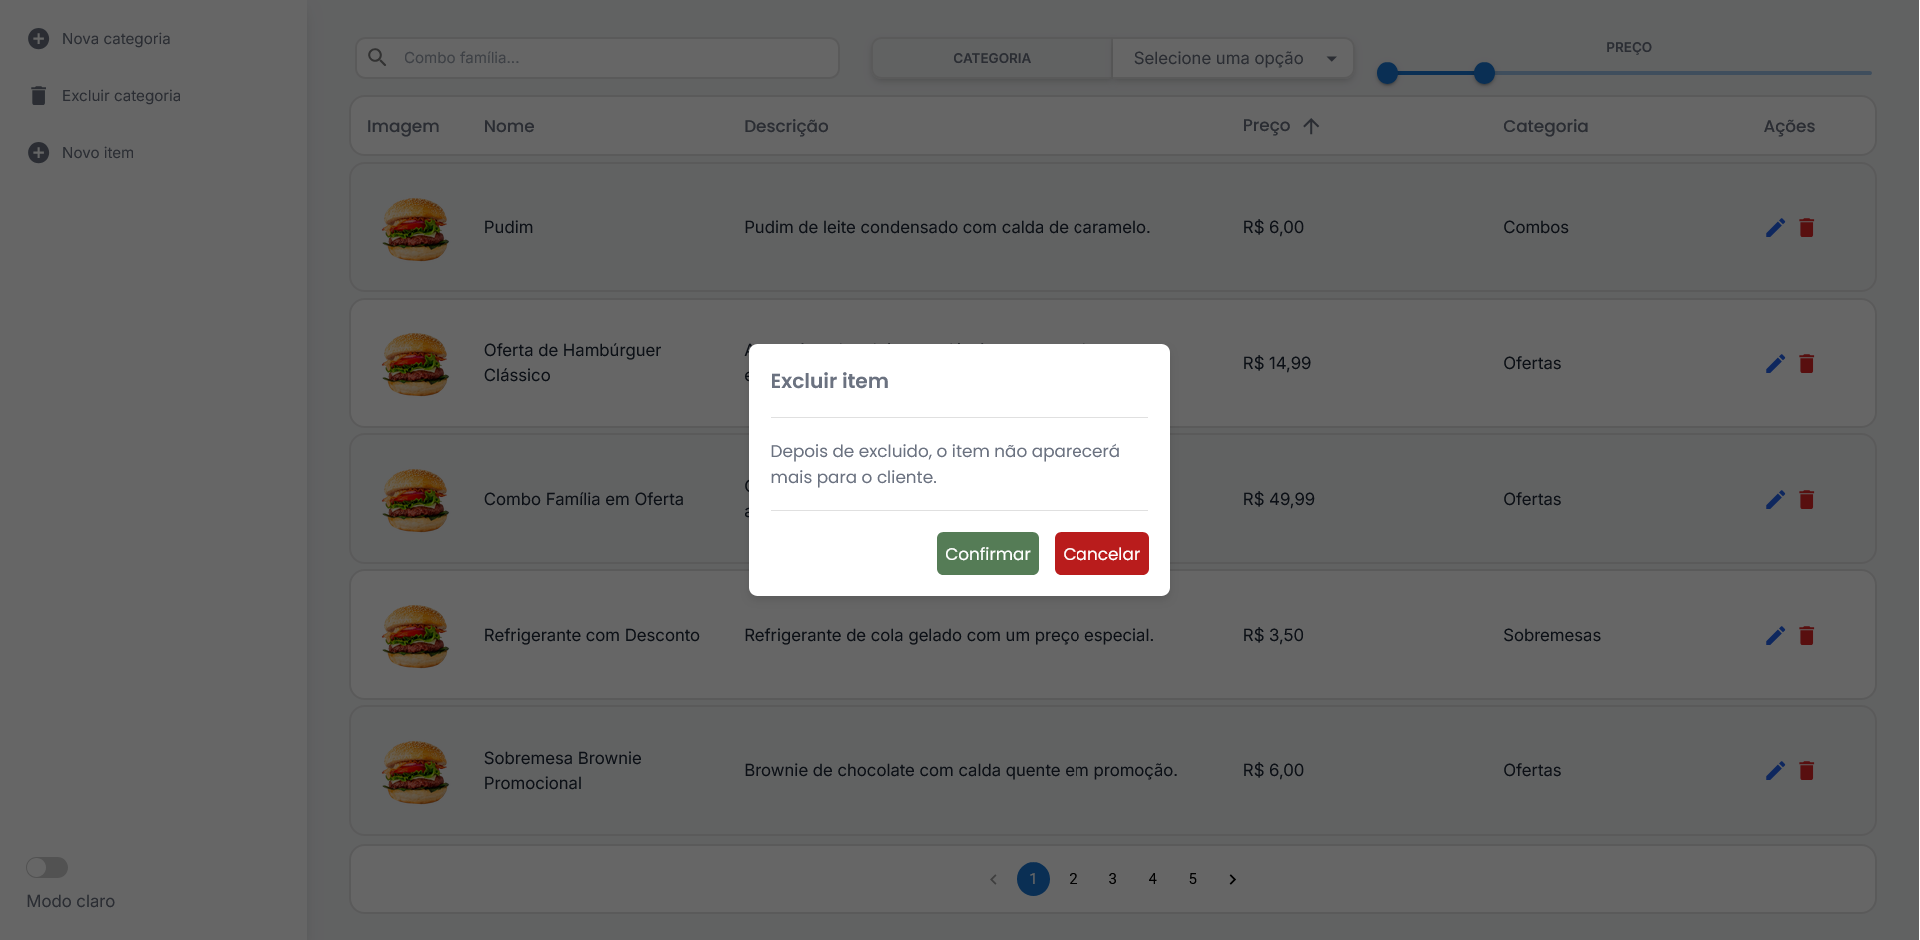 Nova categoria
Excluir categoria
Novo item
Modo claro
Combo família...
CATEGORIA
Selecione uma opção
PREÇO
Imagem Nome Descrição Preço Categoria Ações
Pudim Pudim de leite condensado com calda de caramelo. R$ 6,00 Combos
Oferta de Hambúrguer
Clássico
R$ 14,99 Ofertas
Combo Família em Oferta R$ 49,99 Ofertas
Refrigerante com Desconto Refrigerante de cola gelado com um preço especial. R$ 3,50 Sobremesas
Sobremesa Brownie
Promocional
Brownie de chocolate com calda quente em promoção. R$ 6,00 Ofertas
1 2 3 4 5
Excluir item
Depois de excluido, o item não aparecerá
mais para o cliente.
Confirmar Cancelar